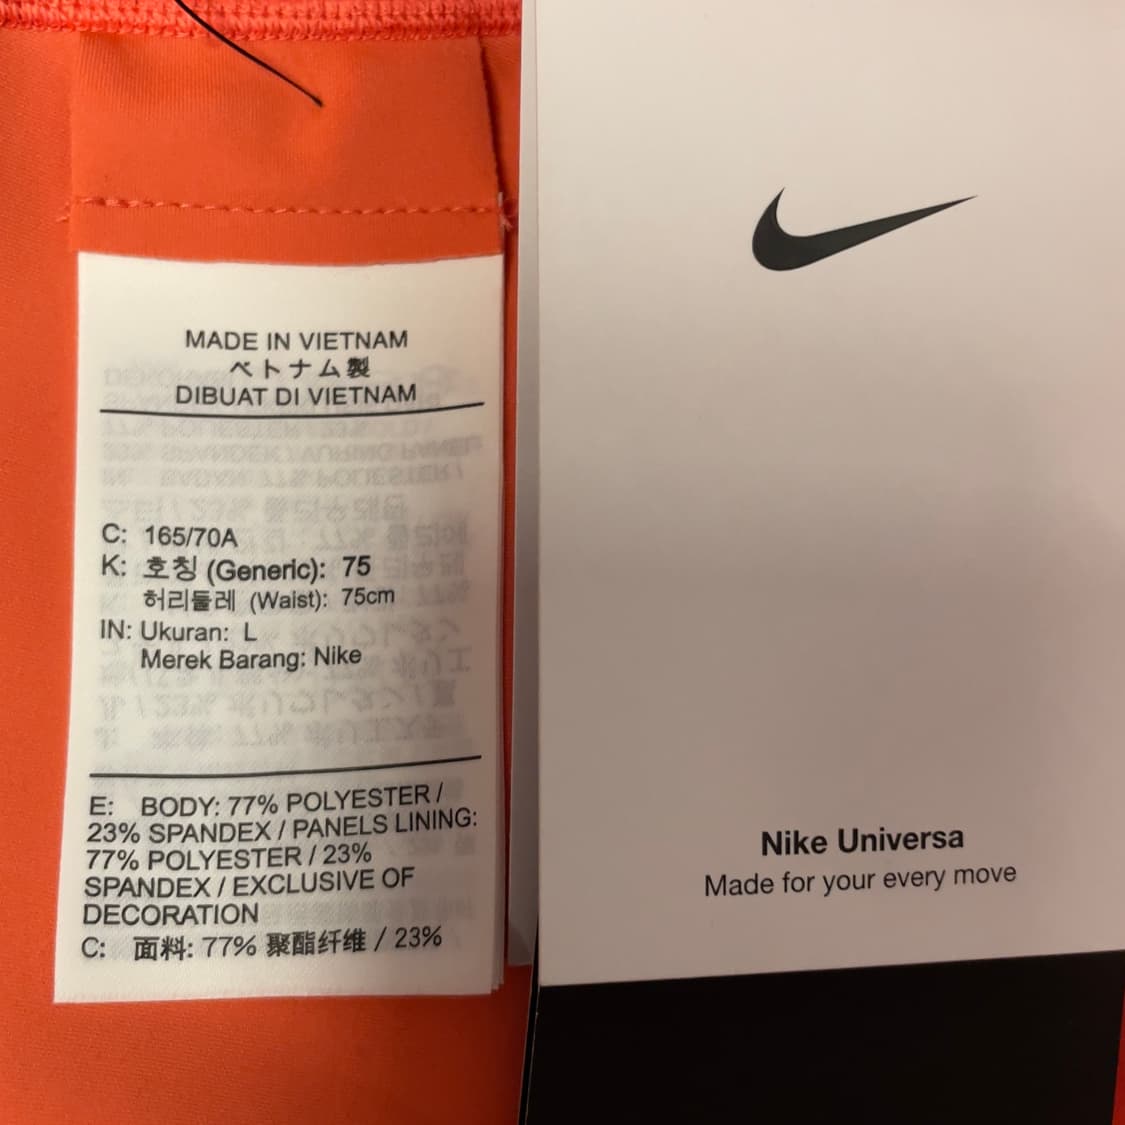 MADE IN VIETNAM
ベトナム製
DIBUAT DI VIETNAM
C: 165/70A
K: 호칭 (Generic): 75
허리둘레 (Waist): 75cm
IN: Ukuran: L
Merek Barang: Nike
E: BODY: 77% POLYESTER /
23% SPANDEX / PANELS LINING:
77% POLYESTER / 23%
SPANDEX / EXCLUSIVE OF
DECORATION
C: 面料: 77% 聚酯纤维 / 23%
Nike Universa
Made for your every move